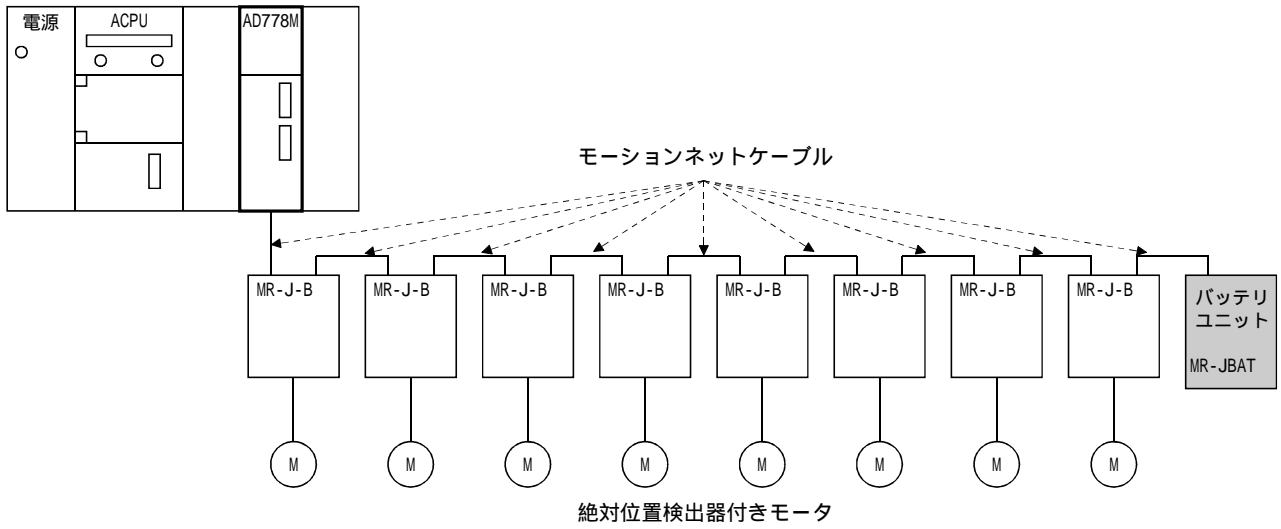 電源
ACPU
AD778M
モーションネットケーブル
MR-J-B
MR-J-B
MR-J-B
MR-J-B
MR-J-B
MR-J-B
MR-J-B
MR-J-B
バッテリ
ユニット
MR-JBAT
M
M
M
M
M
M
M
M
絶対位置検出器付きモータ